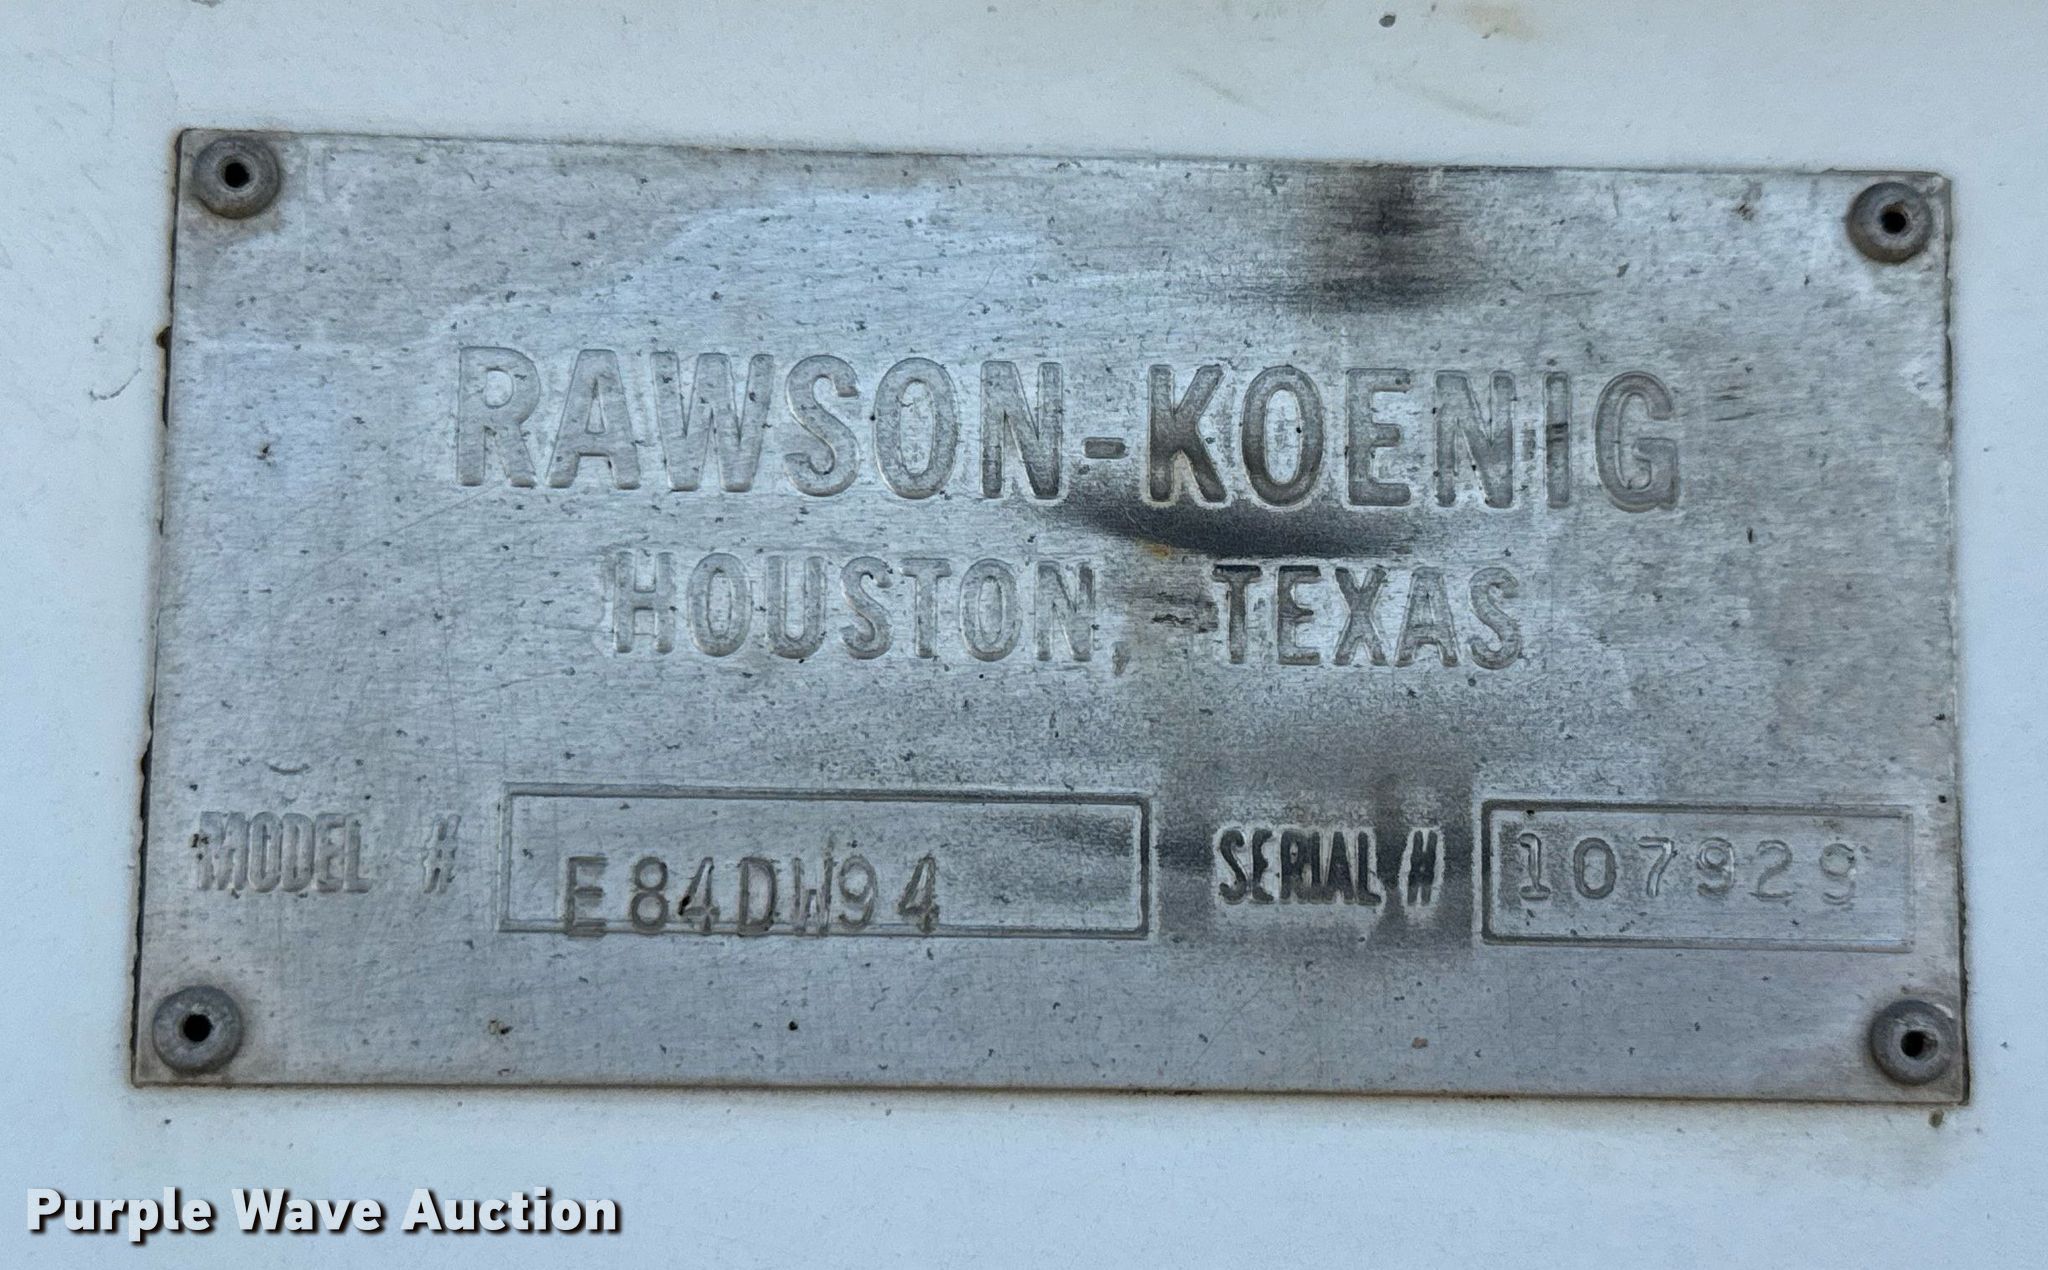 RAWSON-KOENIG
HOUSTON, TEXAS
MODEL # E84DW94 SERIAL # 107929
Purple Wave Auction